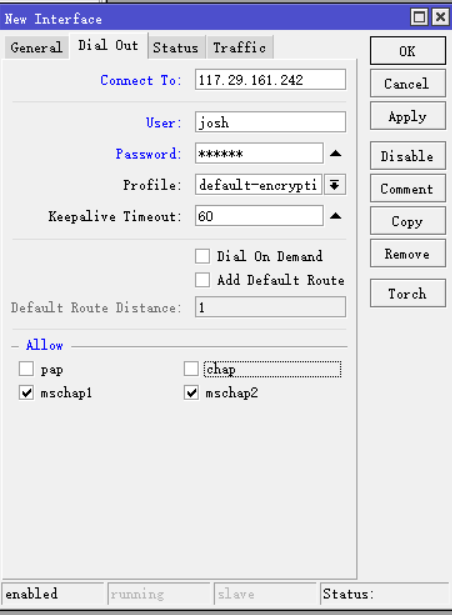 New Interface
General Dial Out Status Traffic
OK
Connect To: 117.29.161.242
Cancel
Apply
User: josh
Password: ******
Disable
Profile: default-encrypti
Comment
Keepalive Timeout: 60
Copy
Dial On Demand
Remove
Add Default Route
Torch
Default Route Distance: 1
Allow
pap chap
mschap1 mschap2
enabled running slave Status: